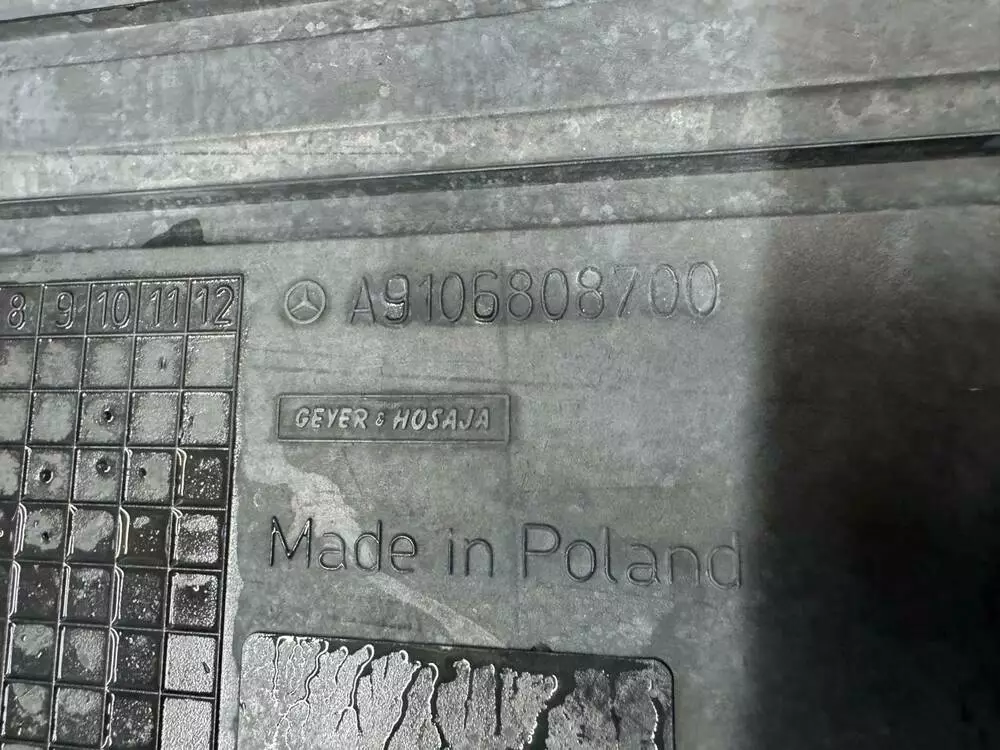 8 9 10 11 12
A9106808700
GEYER & HOSAJA
Made in Poland